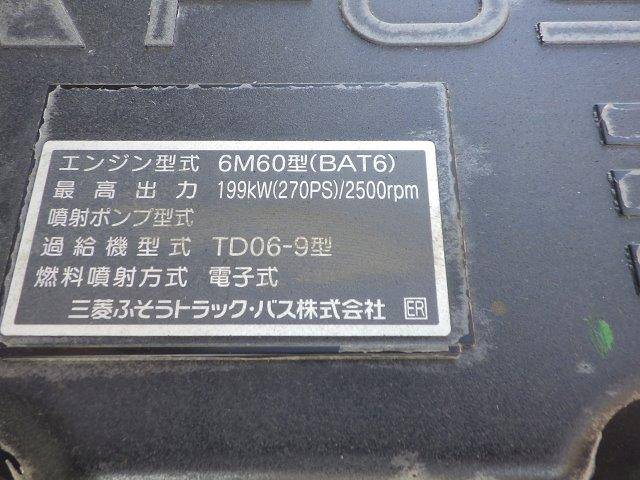 エンジン型式 6M60型(BAT6)
最高出力 199kW(270PS)/2500rpm
噴射ポンプ型式
過給機型式 TD06-9型
燃料噴射方式 電子式
三菱ふそうトラック・バス株式会社 ER